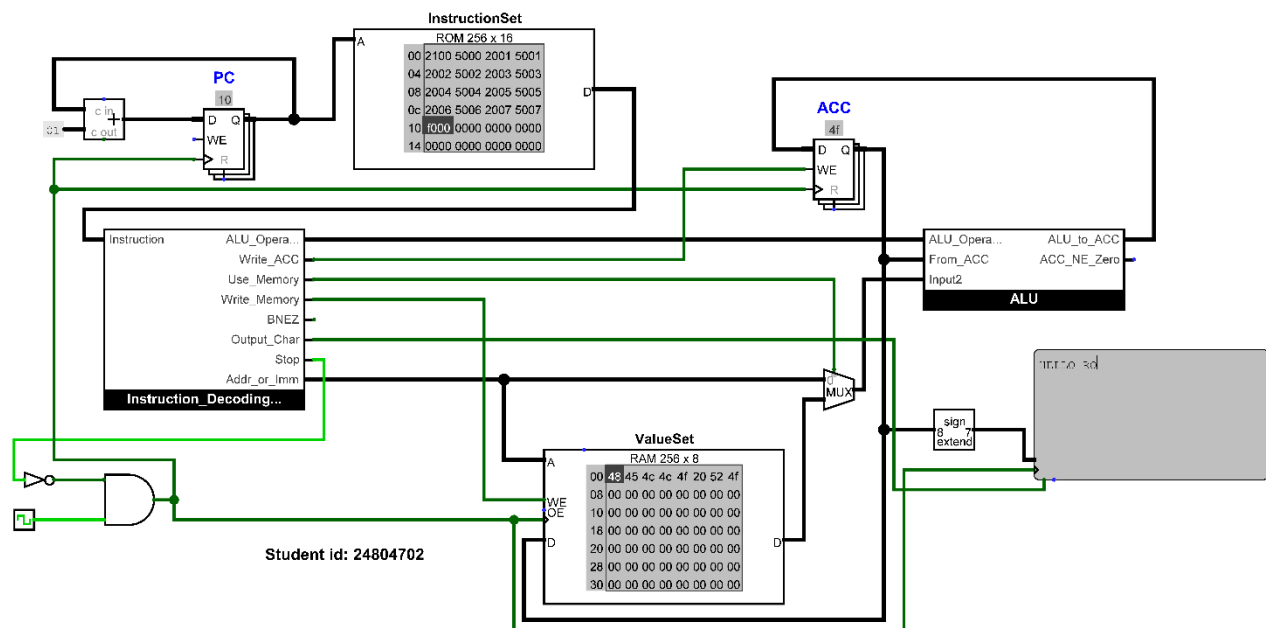 InstructionSet
ROM 256 x 16
A
00 2100 5000 2001 5001
04 2002 5002 2003 5003
08 2004 5004 2005 5005
0c 2006 5006 2007 5007
10 f000 0000 0000 0000
14 0000 0000 0000 0000
D
PC
10
D Q
WE
R
c in
+
c out
01
ACC
4f
D Q
WE
R
Instruction
ALU_Opera...
Write_ACC
Use_Memory
Write_Memory
BNEZ
Output_Char
Stop
Addr_or_Imm
Instruction_Decoding...
ALU_Opera... ALU_to_ACC
From_ACC ACC_NE_Zero
Input2
ALU
MUX
sign
8 7
extend
ValueSet
RAM 256 x 8
A
00 48 45 4c 4c 4f 20 52 4f
08 00 00 00 00 00 00 00 00
10 00 00 00 00 00 00 00 00
18 00 00 00 00 00 00 00 00
20 00 00 00 00 00 00 00 00
28 00 00 00 00 00 00 00 00
30 00 00 00 00 00 00 00 00
WE
OE
D
D
Student id: 24804702